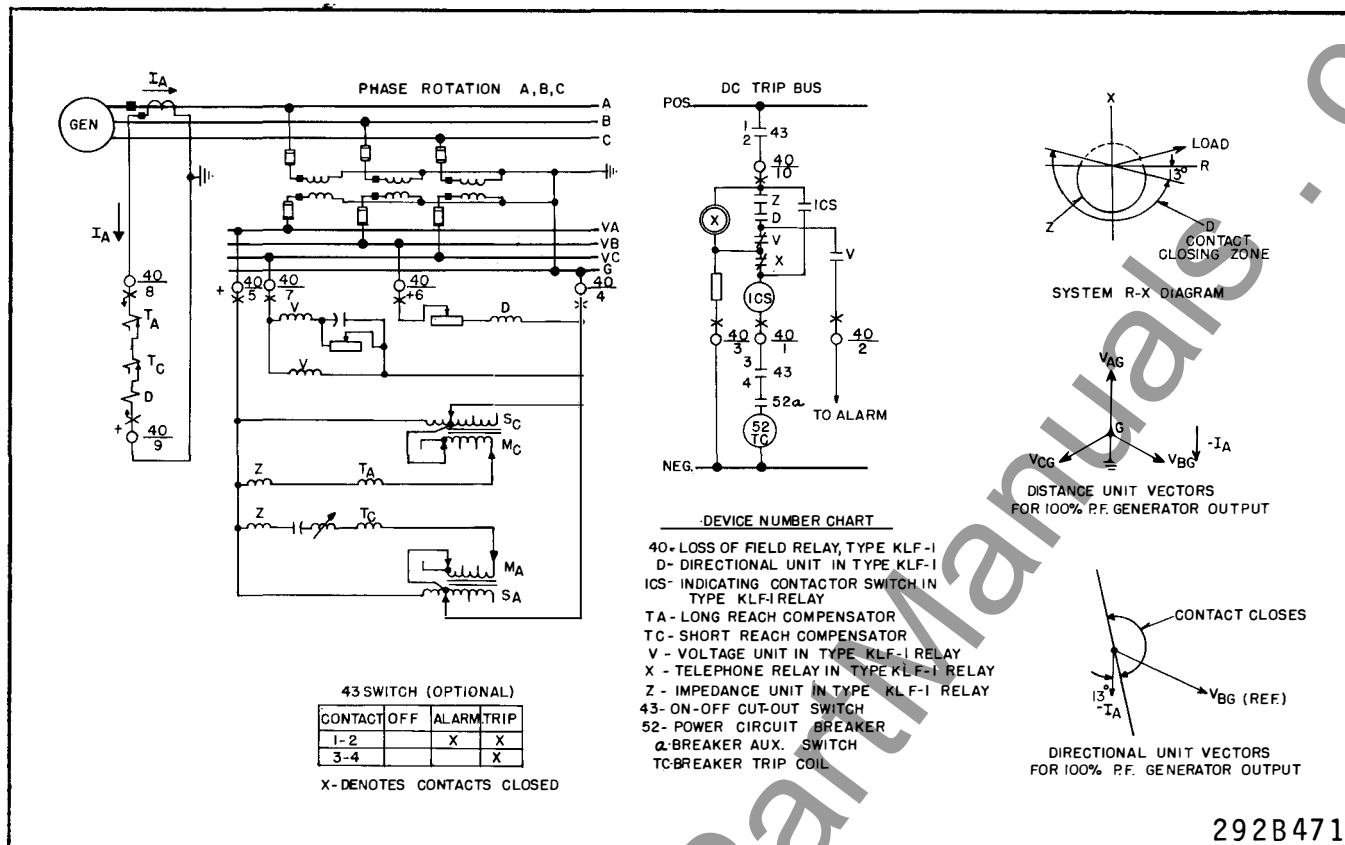 I_A
PHASE ROTATION A,B,C
GEN
A
B
C
I_A
VA
VB
VC
G
40
8
T_A
T_C
D
+ 40
9
+ 40
5
40
7
40
+6
40
4
V
D
V
S_C
M_C
Z
T_A
Z
T_C
M_A
S_A
DC TRIP BUS
POS.
1
2
43
40
10
Z
D
V
X
X
ICS
V
ICS
40
3
40
1
40
2
3
4
43
52a
52
TC
TO ALARM
NEG.
X
LOAD
R
13°
Z
D
CONTACT
CLOSING ZONE
SYSTEM R-X DIAGRAM
V_AG
G
V_CG
V_BG
-I_A
DISTANCE UNIT VECTORS
FOR 100% P.F. GENERATOR OUTPUT
CONTACT CLOSES
13°
-I_A
V_BG (REF.)
DIRECTIONAL UNIT VECTORS
FOR 100% P.F. GENERATOR OUTPUT
DEVICE NUMBER CHART
40- LOSS OF FIELD RELAY, TYPE KLF-1
D- DIRECTIONAL UNIT IN TYPE KLF-1
ICS- INDICATING CONTACTOR SWITCH IN
TYPE KLF-1 RELAY
TA - LONG REACH COMPENSATOR
TC - SHORT REACH COMPENSATOR
V - VOLTAGE UNIT IN TYPE KLF-1 RELAY
X - TELEPHONE RELAY IN TYPE KLF-1 RELAY
Z - IMPEDANCE UNIT IN TYPE KLF-1 RELAY
43- ON-OFF CUT-OUT SWITCH
52- POWER CIRCUIT BREAKER
a-BREAKER AUX. SWITCH
TC-BREAKER TRIP COIL
43 SWITCH (OPTIONAL)
CONTACT OFF ALARM TRIP
1-2 X X
3-4 X
X-DENOTES CONTACTS CLOSED
292B471